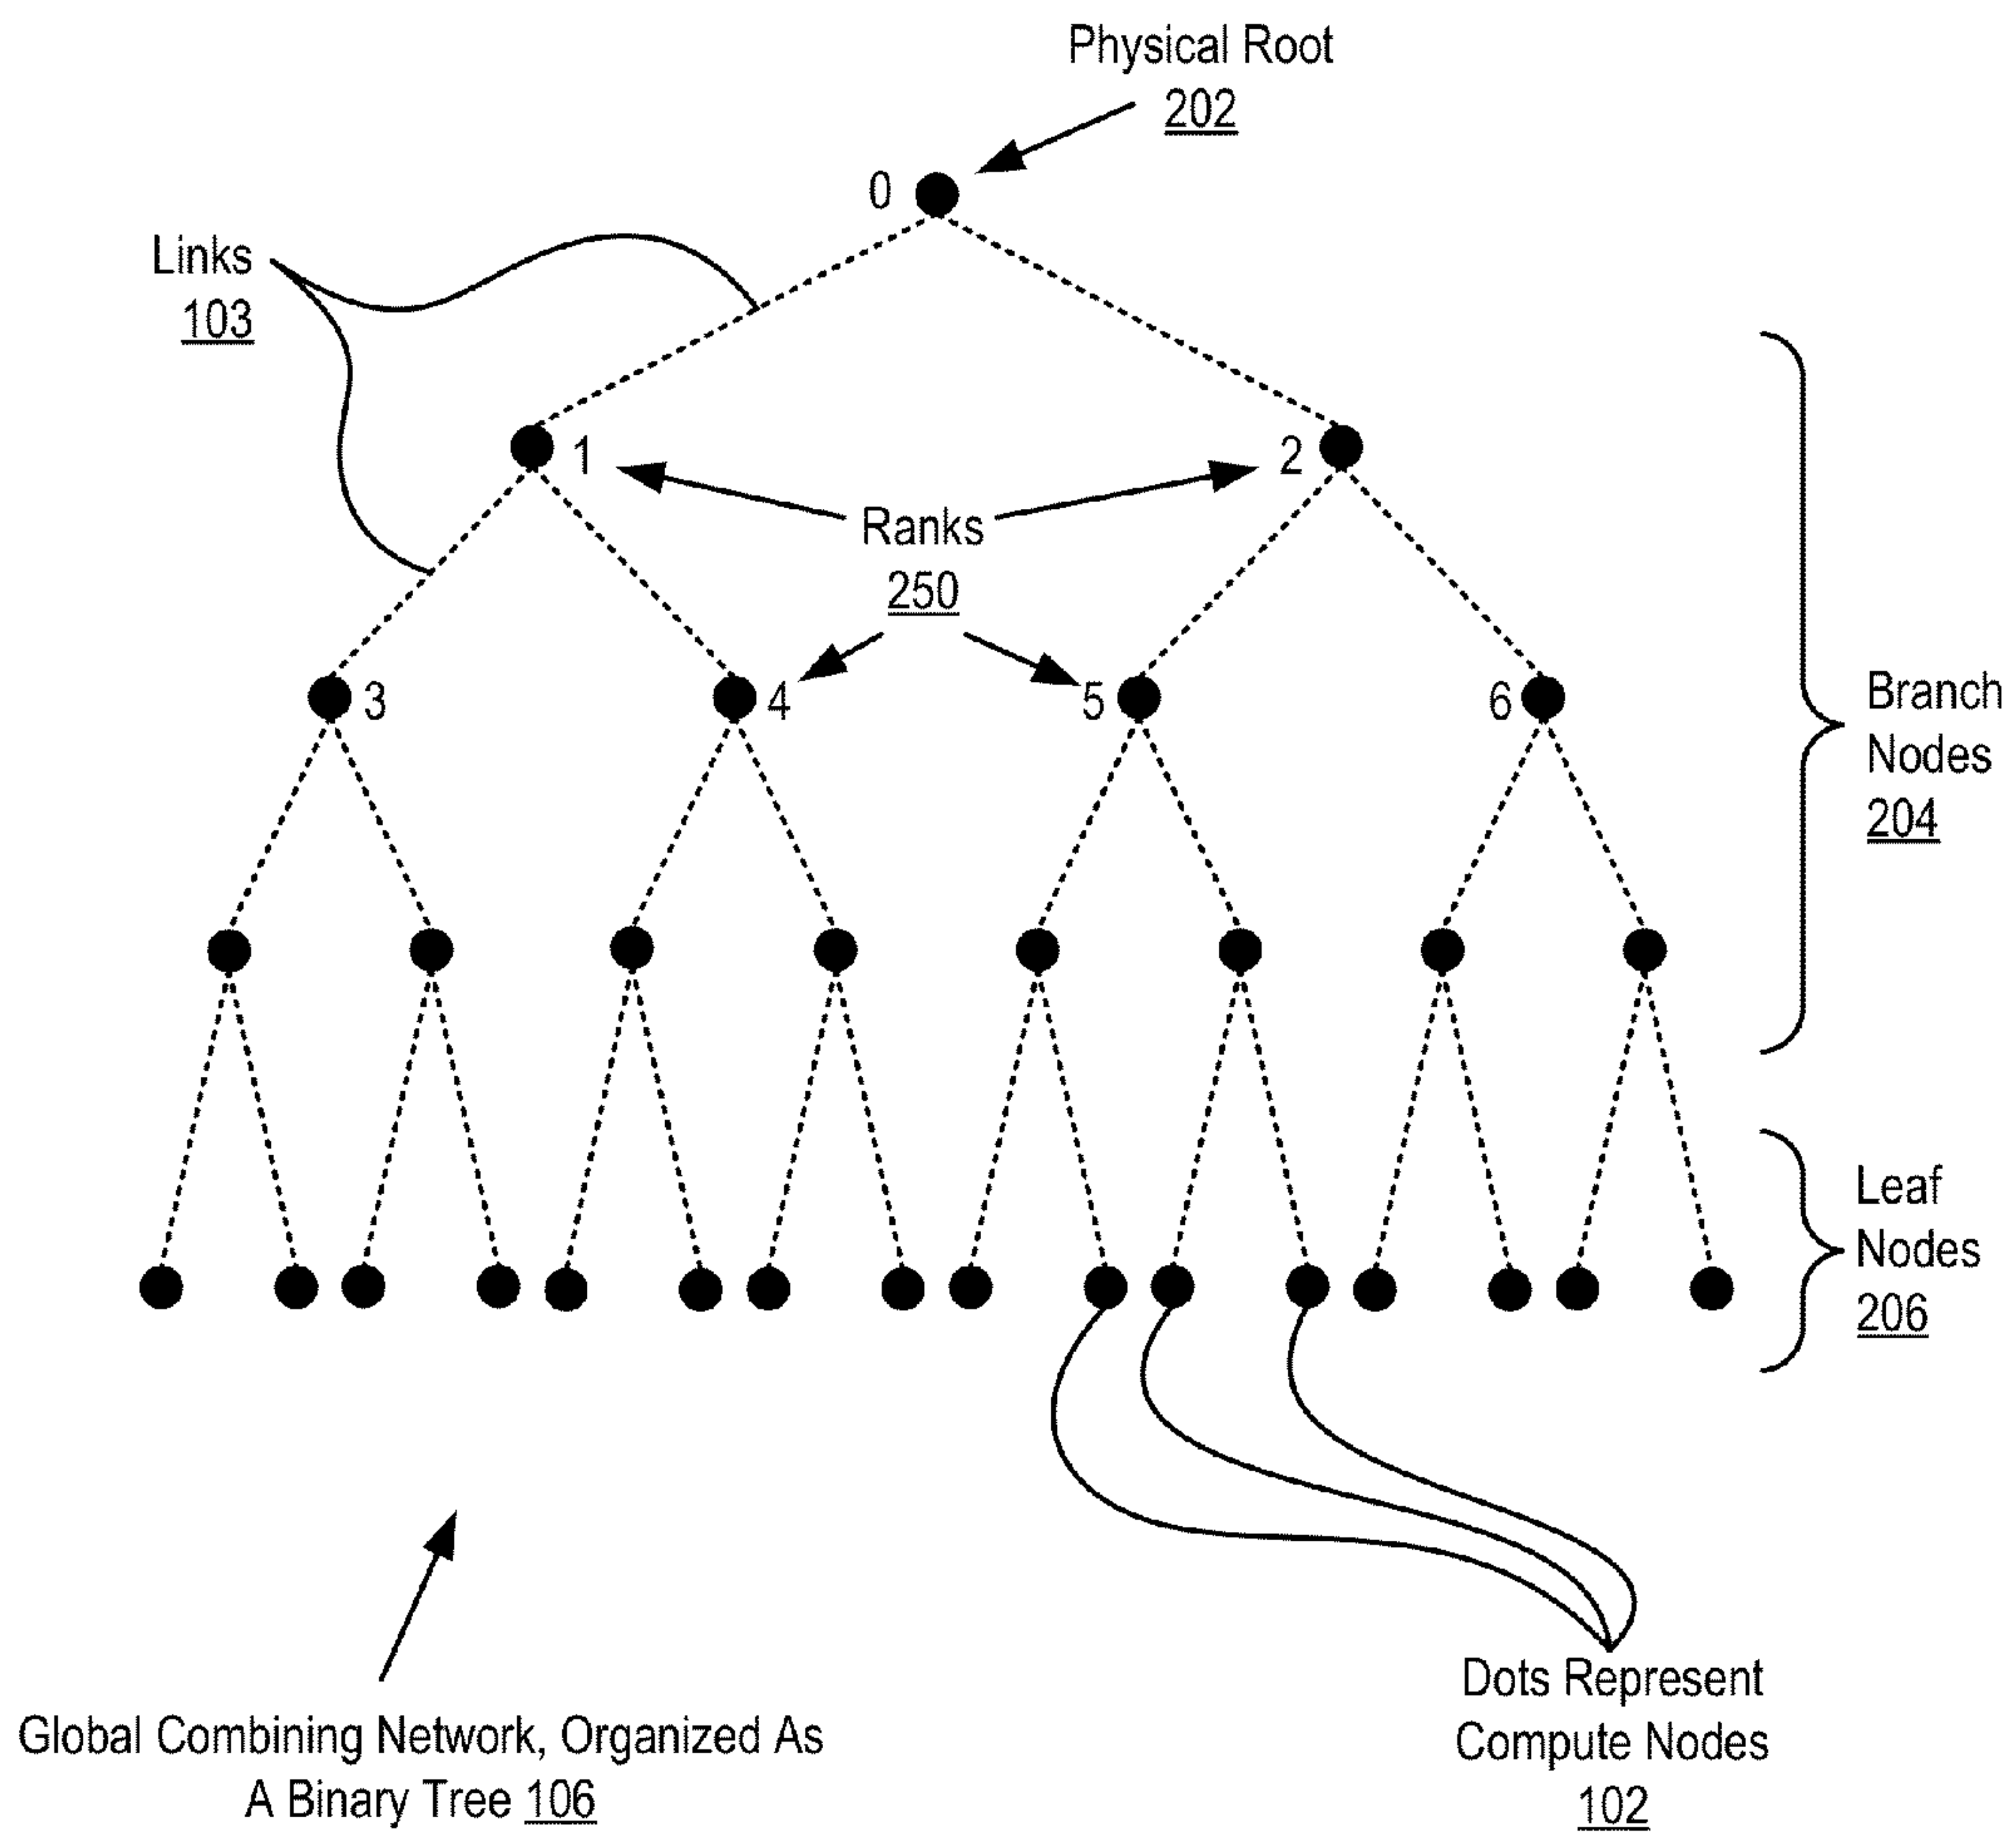 Physical Root
202
0
Links
103
1
2
Ranks
250
3
4
5
6
Branch
Nodes
204
Leaf
Nodes
206
Dots Represent
Compute Nodes
102
Global Combining Network, Organized As
A Binary Tree 106